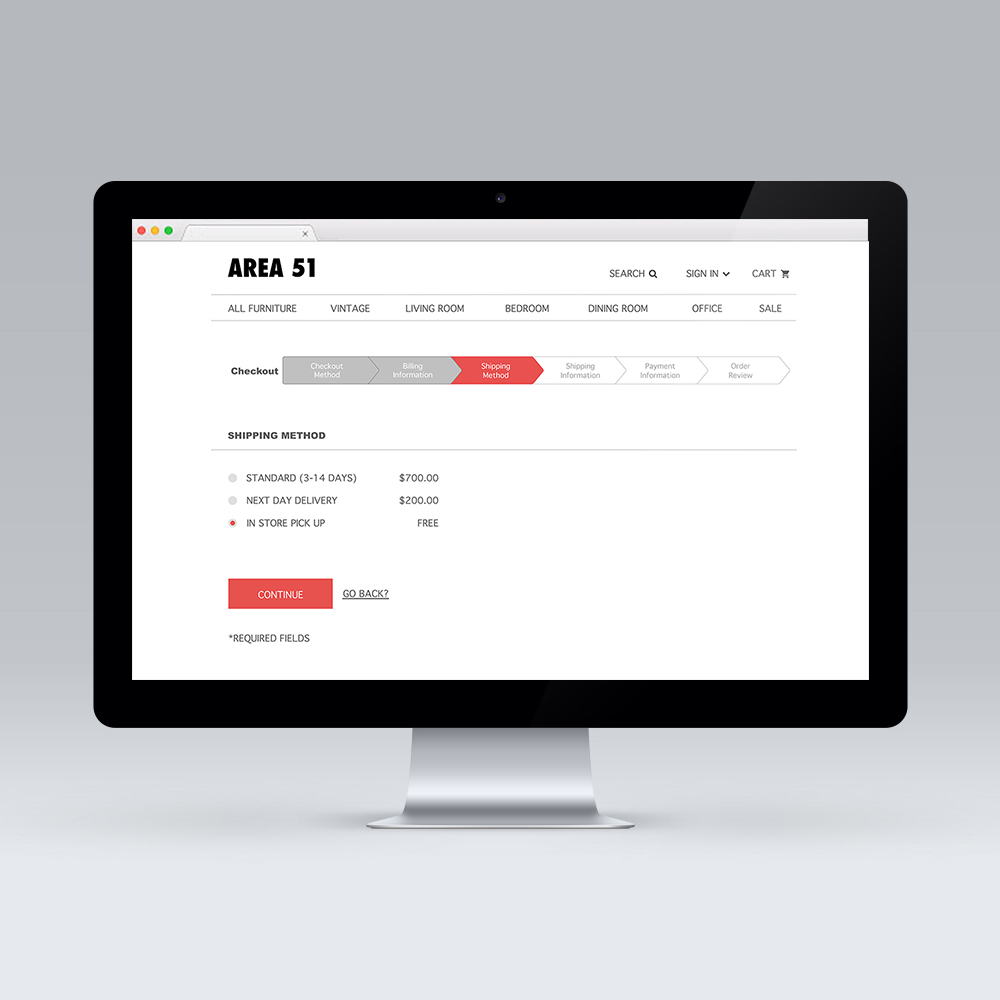 AREA 51
SEARCH SIGN IN CART
ALL FURNITURE VINTAGE LIVING ROOM BEDROOM DINING ROOM OFFICE SALE
Checkout
Checkout
Method
Billing
Information
Shipping
Method
Shipping
Information
Payment
Information
Order
Review
SHIPPING METHOD
STANDARD (3-14 DAYS) $700.00
NEXT DAY DELIVERY $200.00
IN STORE PICK UP FREE
CONTINUE GO BACK?
*REQUIRED FIELDS